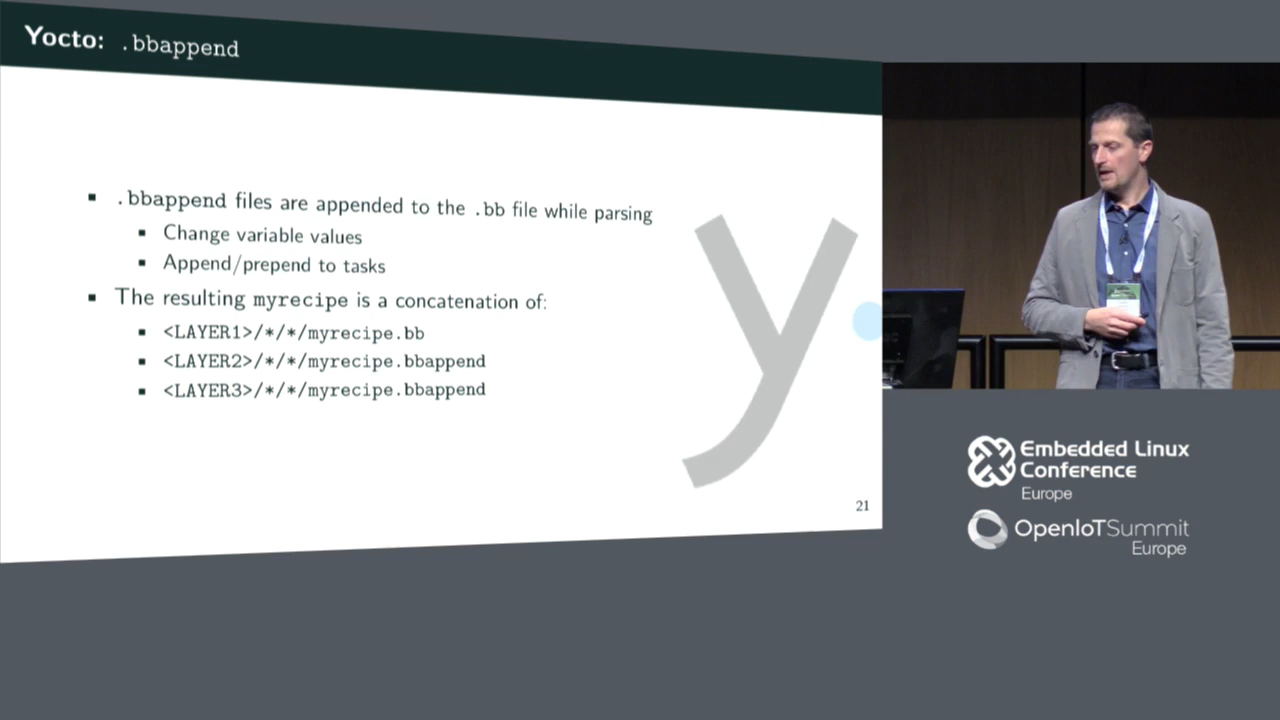 Yocto: .bbappend
.bbappend files are appended to the .bb file while parsing
Change variable values
Append/prepend to tasks
The resulting myrecipe is a concatenation of:
<LAYER1>/*/*/myrecipe.bb
<LAYER2>/*/*/myrecipe.bbappend
<LAYER3>/*/*/myrecipe.bbappend
y
21
Embedded Linux
Conference
Europe
OpenIoTSummit
Europe